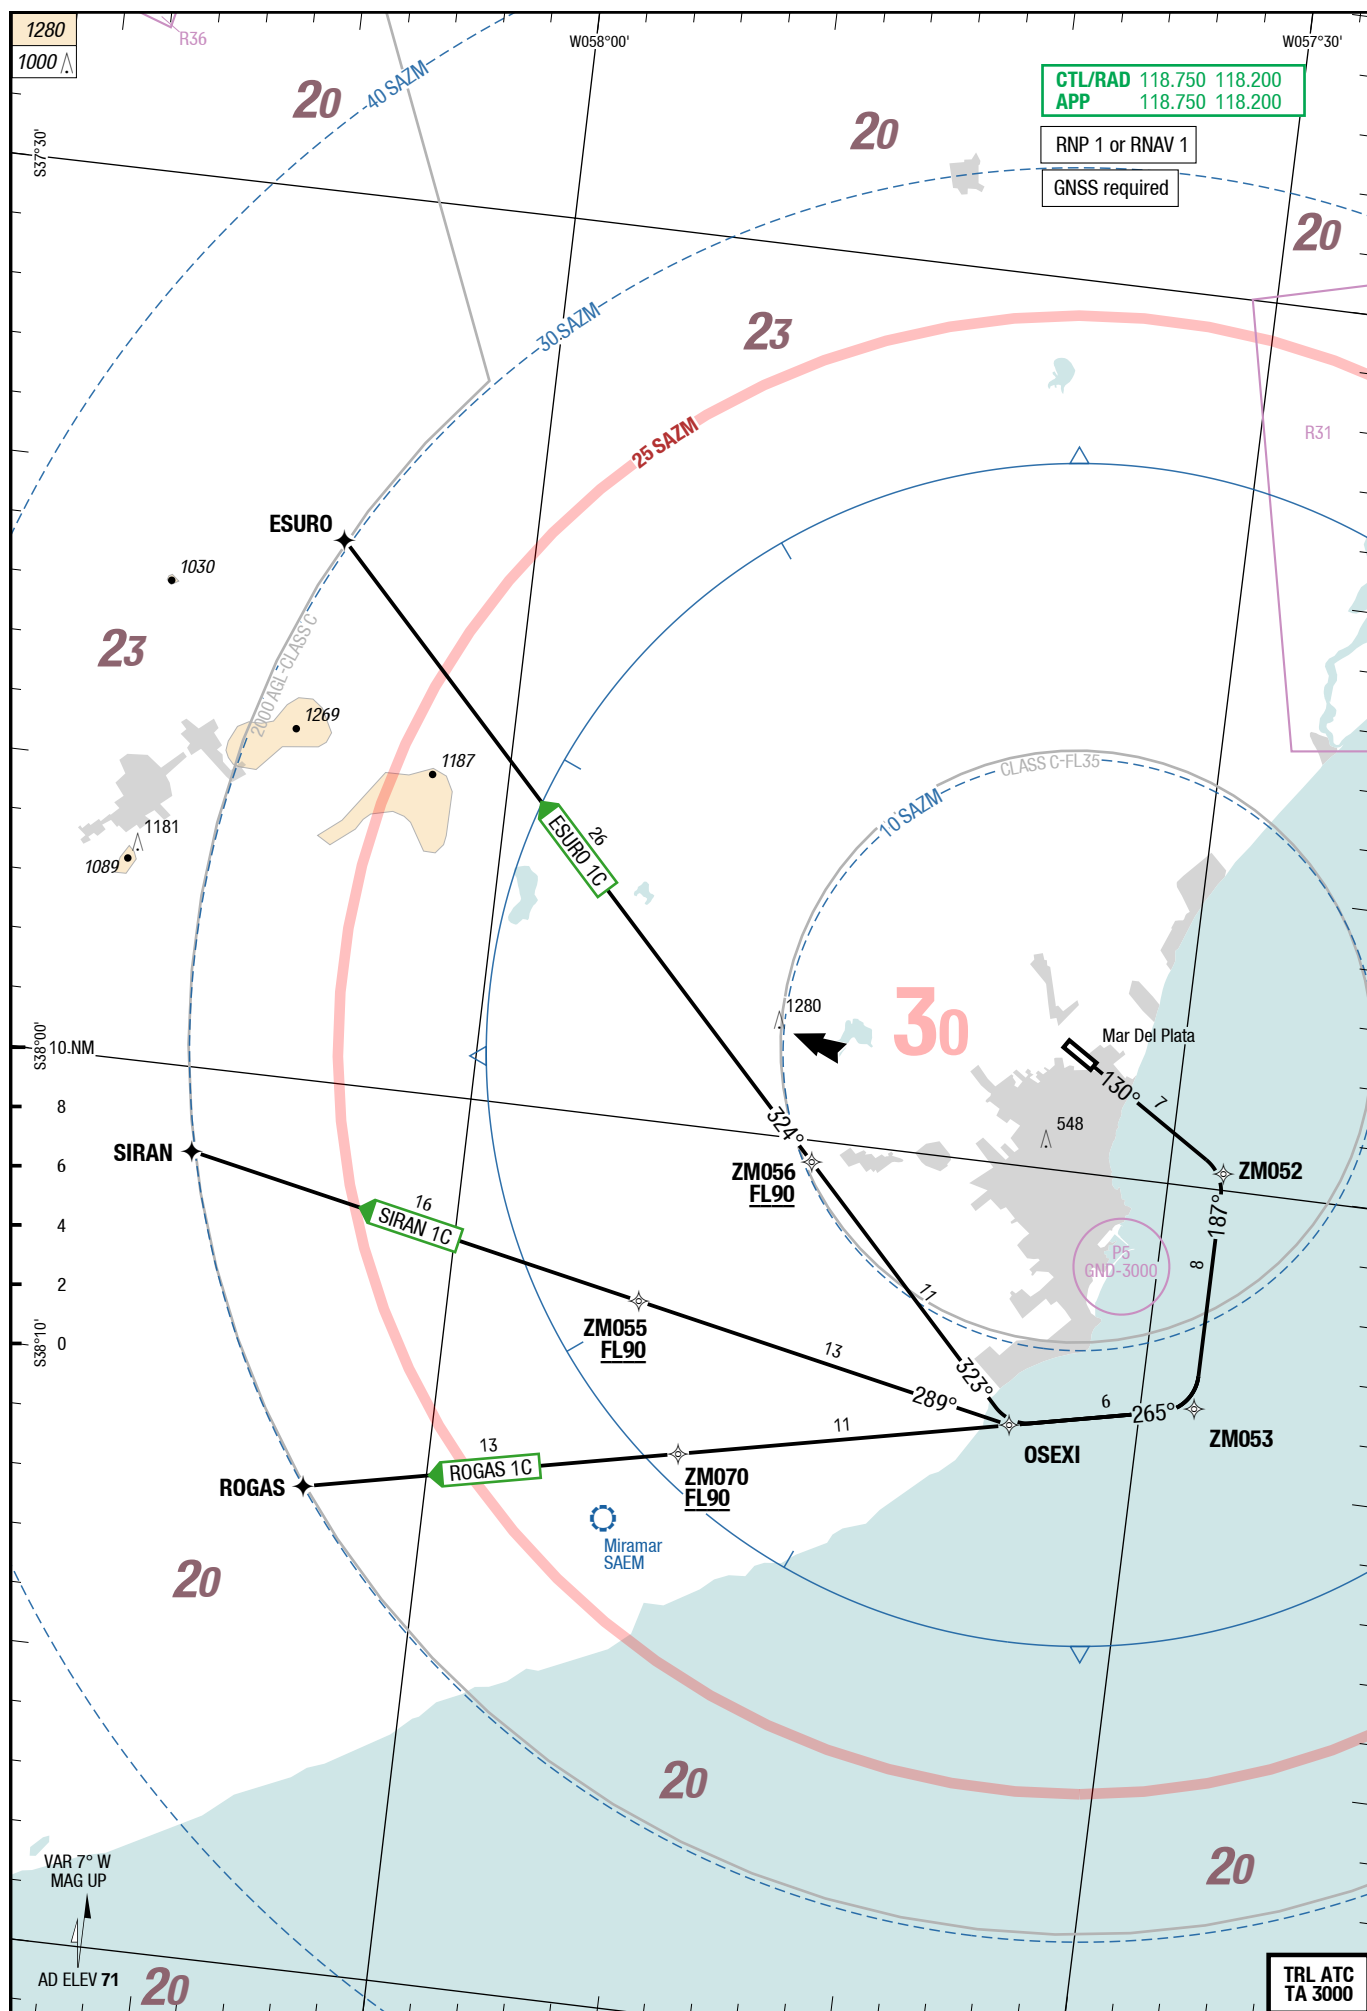 1280
1000
R36
W058°00'
W057°30'
40 SAZM
20
20
CTL/RAD 118.750 118.200
APP 118.750 118.200
RNP 1 or RNAV 1
GNSS required
S37°30'
20
30 SAZM
23
25 SAZM
R31
ESURO
1030
2000'AGL-CLASS C
23
1269
1187
CLASS C-FL35
10 SAZM
1181
1089
26
ESURO 1C
1280
30
Mar Del Plata
S38°00'
10 NM
8
6
4
2
0
S38°10'
130°
7
548
324°
SIRAN
ZM056
FL90
ZM052
187°
16
SIRAN 1C
P5
GND-3000
8
11
ZM055
FL90
13
323°
289°
6
265°
ZM053
OSEXI
11
13
ROGAS 1C
ROGAS
ZM070
FL90
Miramar
SAEM
20
20
20
VAR 7° W
MAG UP
AD ELEV 71
20
TRL ATC
TA 3000